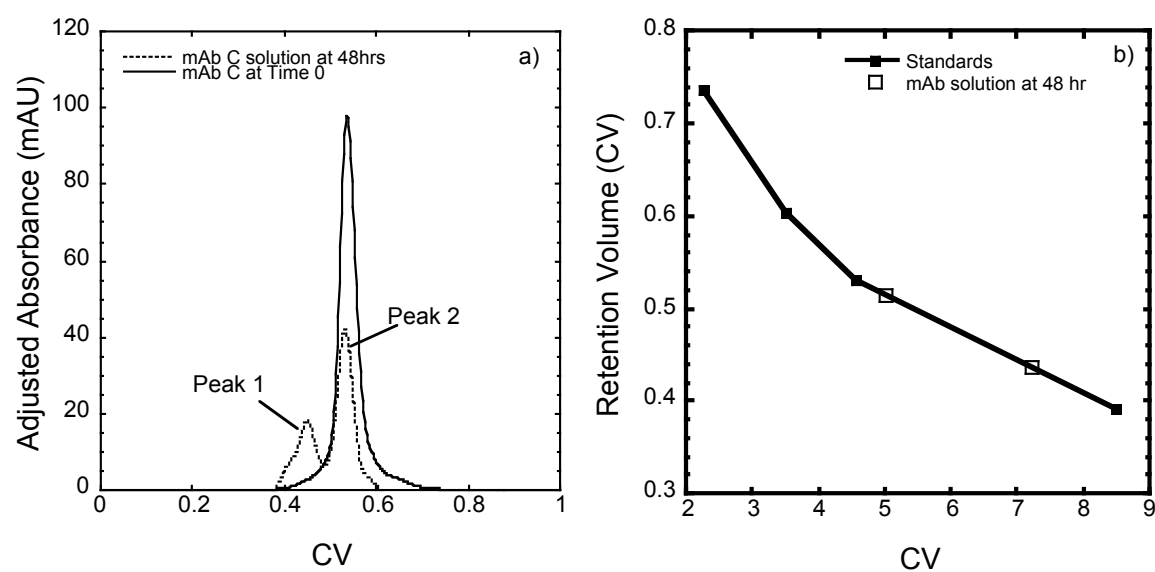 120
100
80
60
40
20
0
Adjusted Absorbance (mAU)
mAb C solution at 48hrs
mAb C at Time 0
a)
Peak 1
Peak 2
0 0.2 0.4 0.6 0.8 1
CV
0.8
0.7
0.6
0.5
0.4
0.3
Retention Volume (CV)
Standards
mAb solution at 48 hr
b)
2 3 4 5 6 7 8 9
CV